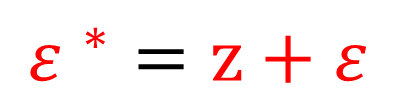 ε * = z + ε